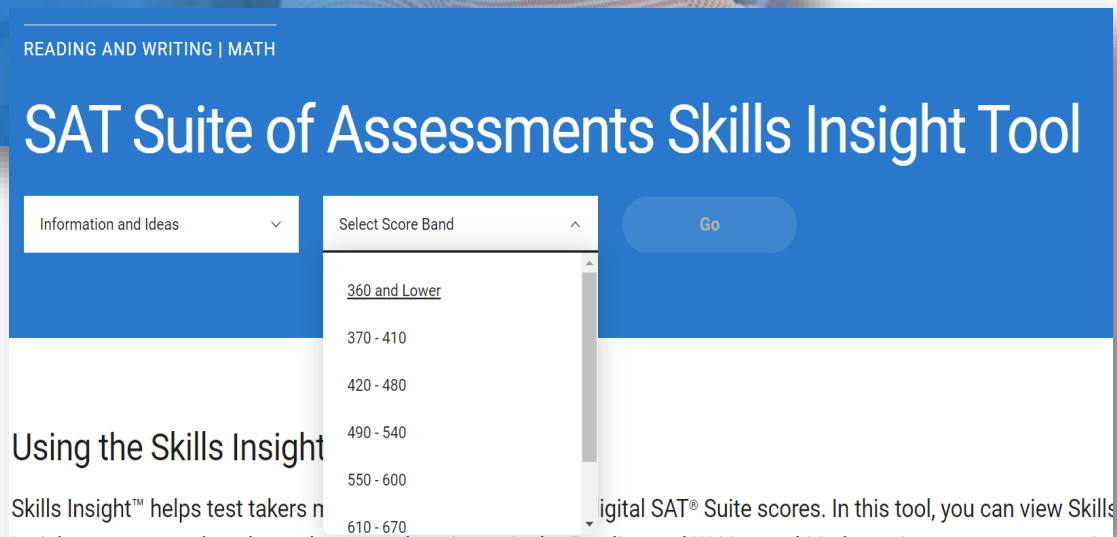 READING AND WRITING | MATH
SAT Suite of Assessments Skills Insight Tool
Information and Ideas
Select Score Band
Go
360 and Lower
370 - 410
420 - 480
490 - 540
550 - 600
610 - 670
Using the Skills Insight
Skills Insight™ helps test takers igital SAT® Suite scores. In this tool, you can view Skills